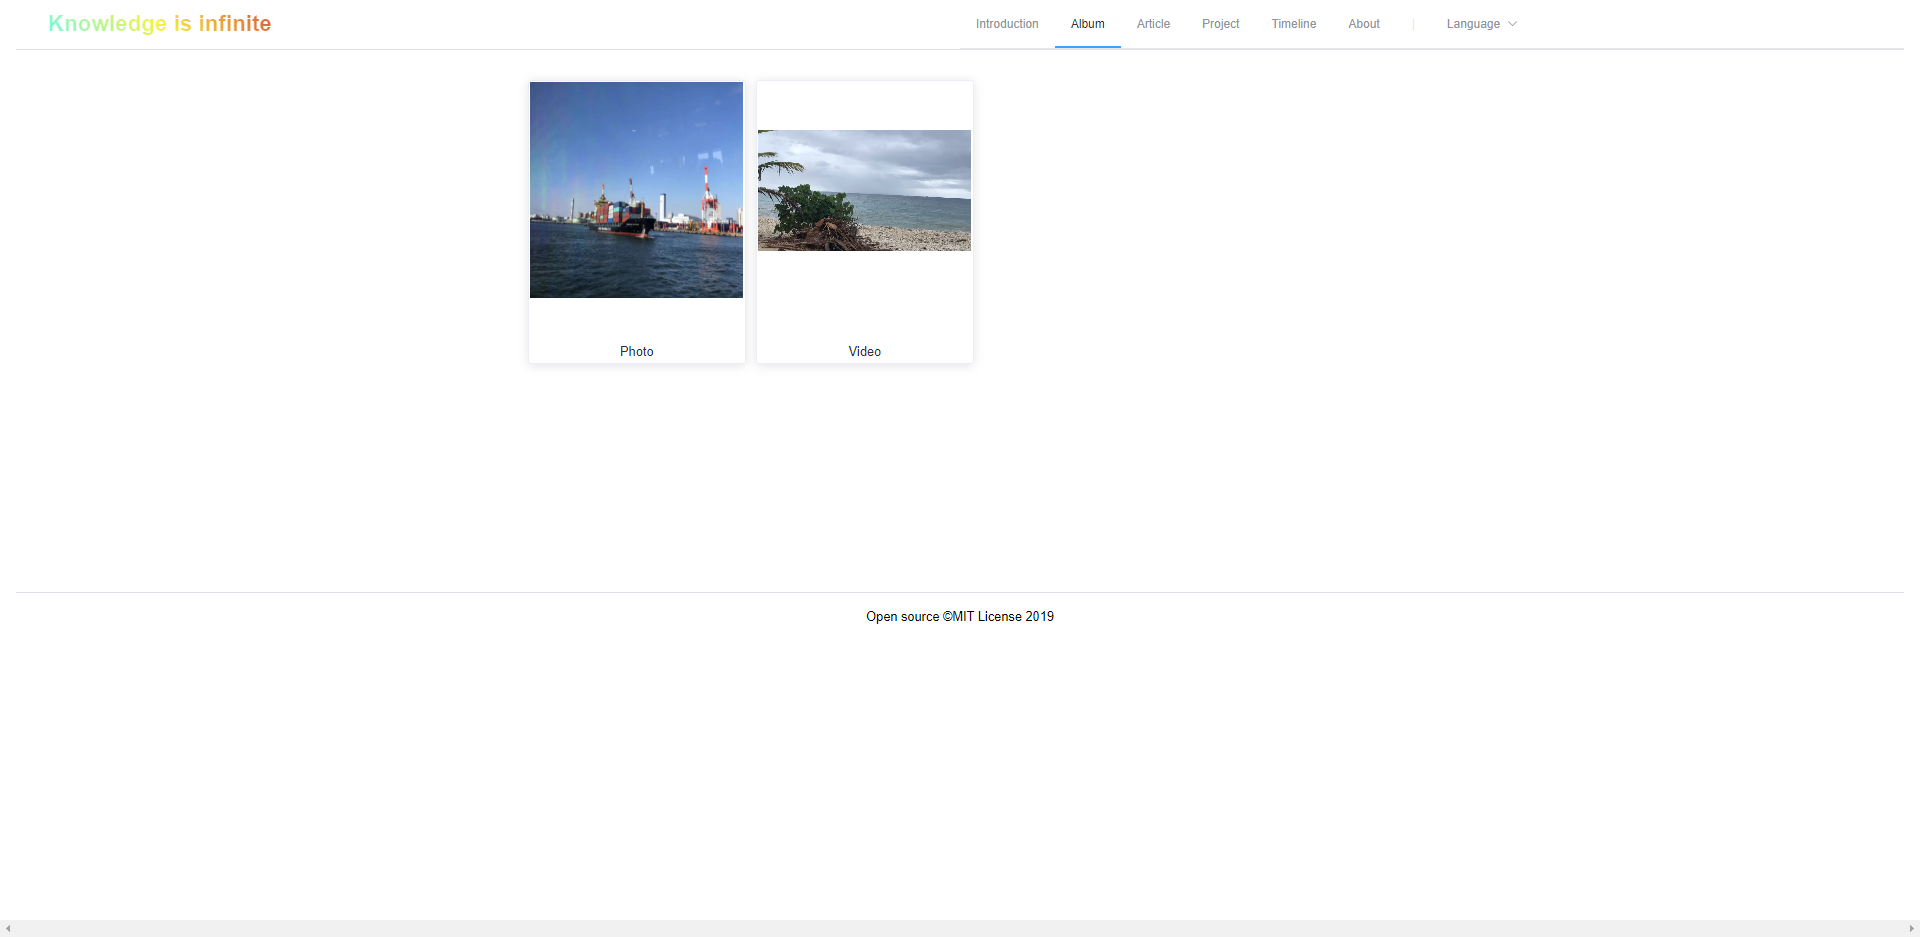 Knowledge is infinite
Introduction Album Article Project Timeline About | Language
Photo Video
Open source ©MIT License 2019